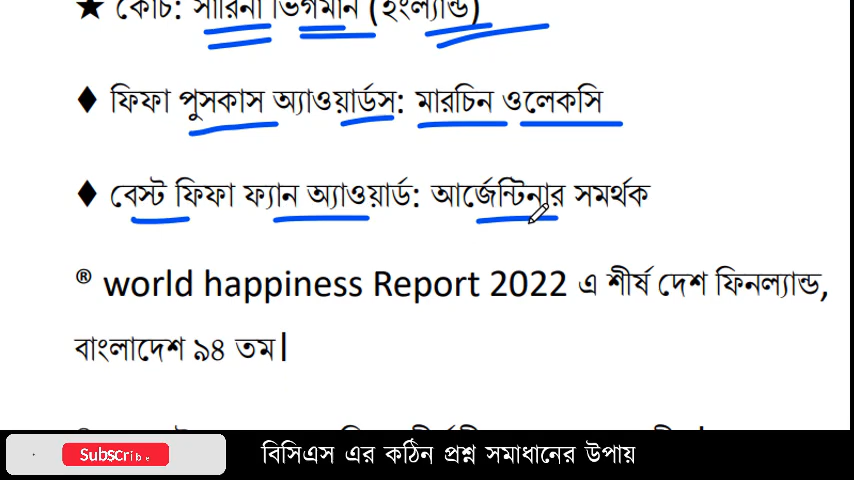 ★ কোচ: সারিনা ভিগমান (ইংল্যান্ড)
♦ ফিফা পুসকাস অ্যাওয়ার্ডস: মারচিন ওলেকসি
♦ বেস্ট ফিফা ফ্যান অ্যাওয়ার্ড: আর্জেন্টিনার সমর্থক
® world happiness Report 2022 এ শীর্ষ দেশ ফিনল্যান্ড,
বাংলাদেশ ৯৪ তম।
Subscribe
বিসিএস এর কঠিন প্রশ্ন সমাধানের উপায়